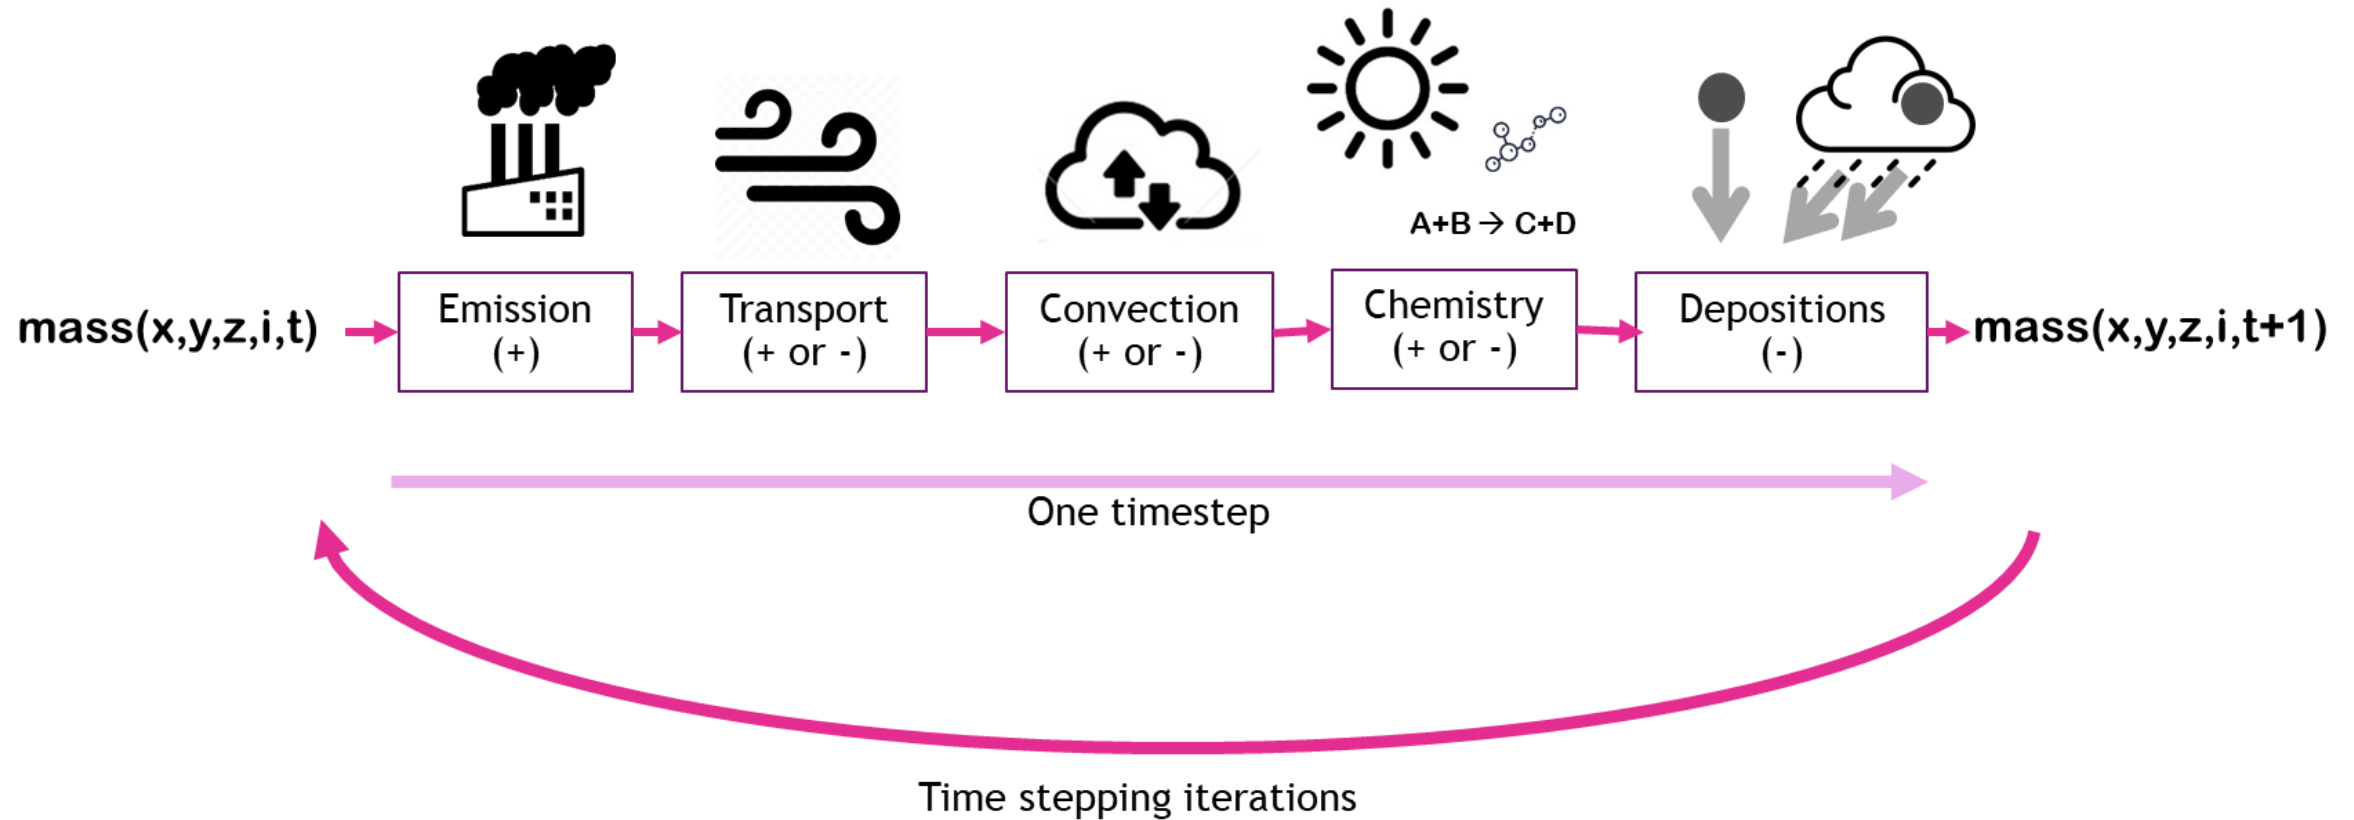 A+B → C+D
mass(x,y,z,i,t)
Emission
(+)
Transport
(+ or -)
Convection
(+ or -)
Chemistry
(+ or -)
Depositions
(-)
mass(x,y,z,i,t+1)
One timestep
Time stepping iterations